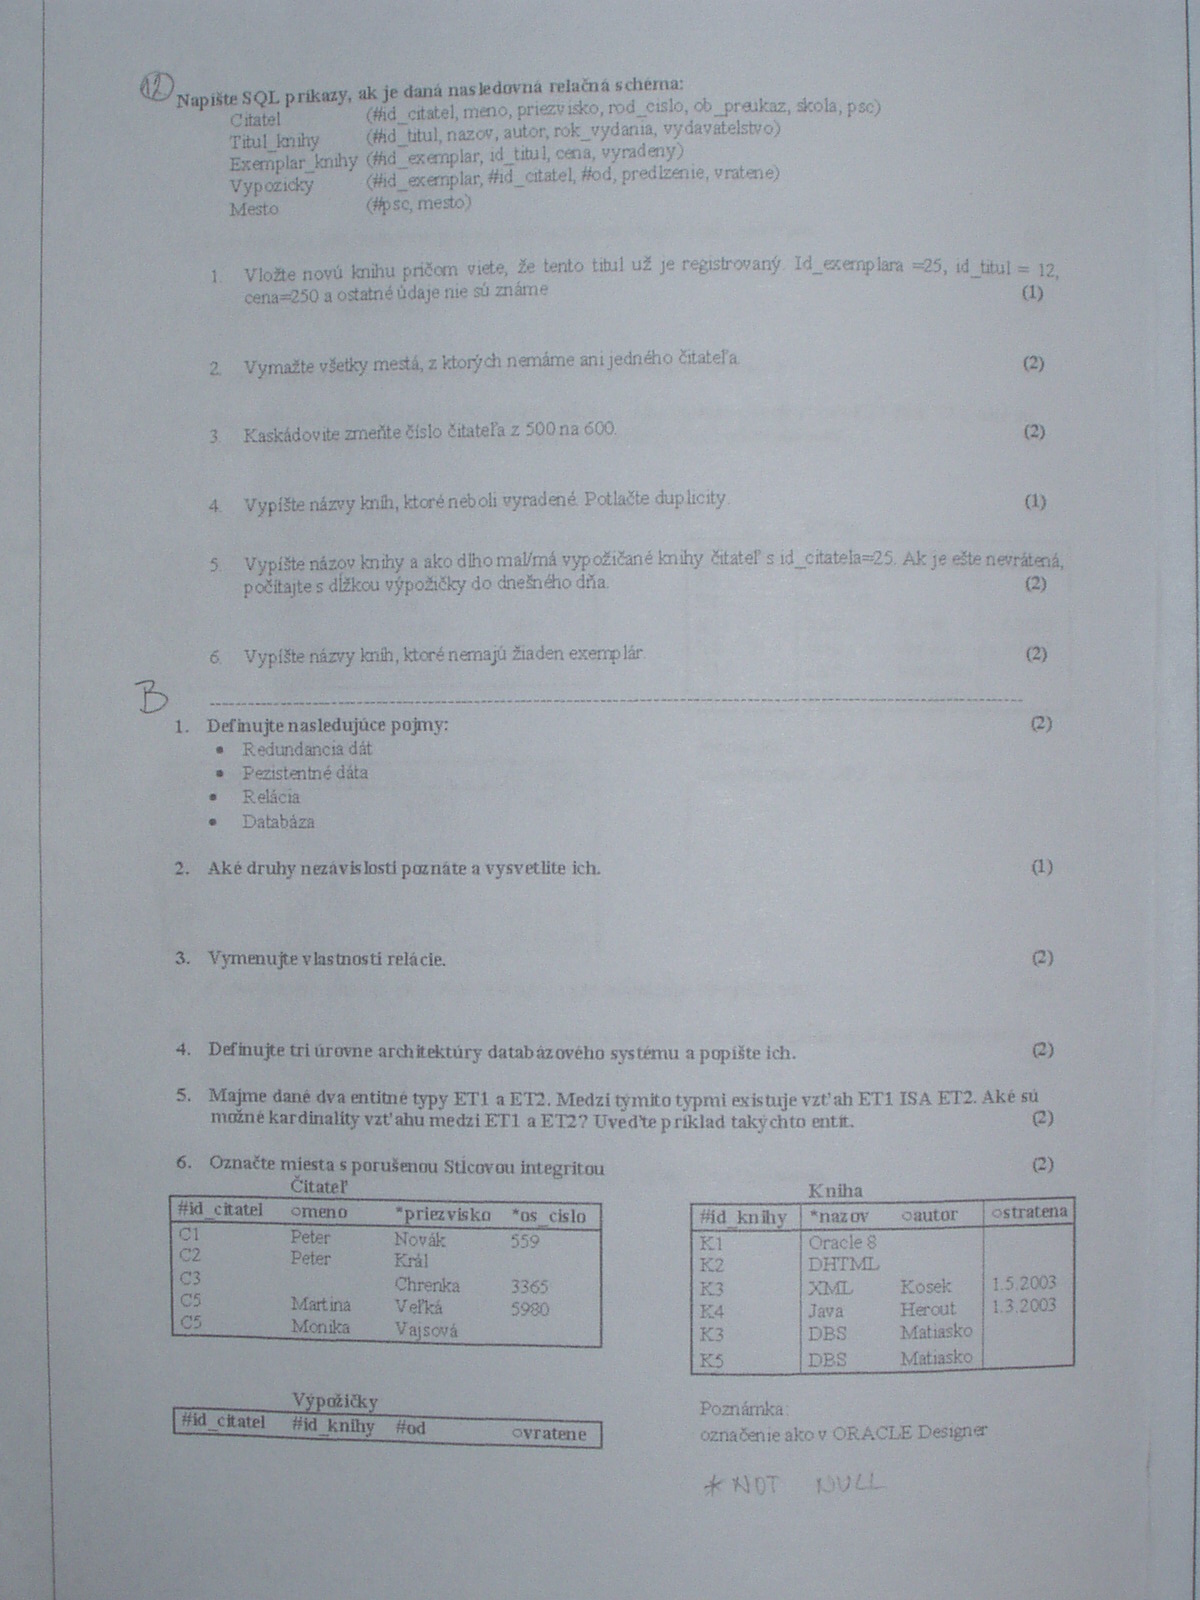 12
Napíšte SQL príkazy, ak je daná nasledovná relačná schéma:
Citatel (#id_citatel, meno, priezvisko, rod_cislo, ob_preukaz, skola, psc)
Titul_knihy (#id_titul, nazov, autor, rok_vydania, vydavatelstvo)
Exemplar_knihy (#id_exemplar, id_titul, cena, vyradeny)
Vypozicky (#id_exemplar, #id_citatel, #od, predlzenie, vratene)
Mesto (#psc, mesto)
1. Vložte novú knihu pričom viete, že tento titul už je registrovaný. Id_exemplara =25, id_titul = 12,
cena=250 a ostatné údaje nie sú známe (1)
2. Vymažte všetky mestá, z ktorých nemáme ani jedného čitateľa. (2)
3. Kaskádovite zmeňte číslo čitateľa z 500 na 600. (2)
4. Vypíšte názvy kníh, ktoré neboli vyradené. Potlačte duplicity. (1)
5. Vypíšte názov knihy a ako dlho mal/má vypožičané knihy čitateľ s id_citatela=25. Ak je ešte nevrátená,
počítajte s dĺžkou výpožičky do dnešného dňa. (2)
6. Vypíšte názvy kníh, ktoré nemajú žiaden exemplár. (2)
B
1. Definujte nasledujúce pojmy: (2)
• Redundancia dát
• Pezistentné dáta
• Relácia
• Databáza
2. Aké druhy nezávislosti poznáte a vysvetlite ich. (1)
3. Vymenujte vlastnosti relácie. (2)
4. Definujte tri úrovne architektúry databázového systému a popíšte ich. (2)
5. Majme dané dva entitné typy ET1 a ET2. Medzi týmito typmi existuje vzťah ET1 ISA ET2. Aké sú
možné kardinality vzťahu medzi ET1 a ET2? Uveďte príklad takýchto entít. (2)
6. Označte miesta s porušenou Stĺcovou integritou (2)
Čitateľ
#id_citatel ○meno *priezvisko *os_cislo
C1 Peter Novák 559
C2 Peter Kráľ
C3 Chrenka 3365
C5 Martina Veľká 5980
C5 Monika Vajsová
Kniha
#id_knihy *nazov ○autor ○stratena
K1 Oracle 8
K2 DHTML
K3 XML Kosek 1.5.2003
K4 Java Herout 1.3.2003
K3 DBS Matiasko
K5 DBS Matiasko
Výpožičky
#id_citatel #id_knihy #od ○vratene
Poznámka:
označenie ako v ORACLE Designer
* NOT NULL